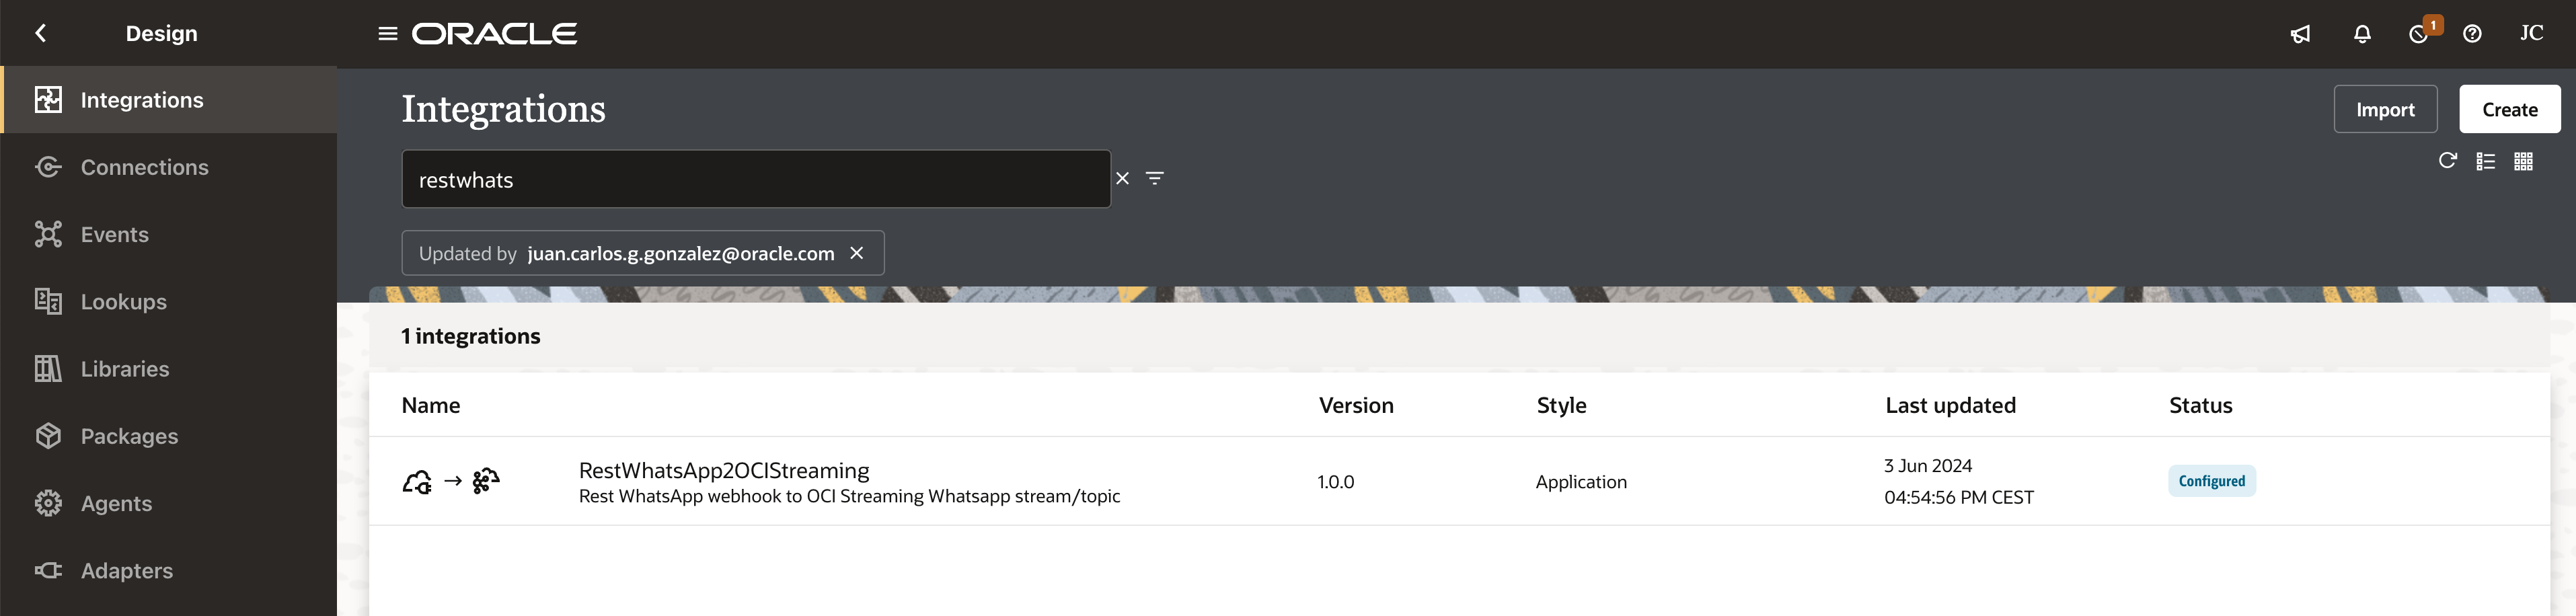 Design
ORACLE
1
JC
Integrations
Connections
Events
Lookups
Libraries
Packages
Agents
Adapters
Integrations
Import
Create
restwhats
Updated by juan.carlos.g.gonzalez@oracle.com
1 integrations
Name Version Style Last updated Status
RestWhatsApp2OCIStreaming
Rest WhatsApp webhook to OCI Streaming Whatsapp stream/topic
1.0.0
Application
3 Jun 2024
04:54:56 PM CEST
Configured